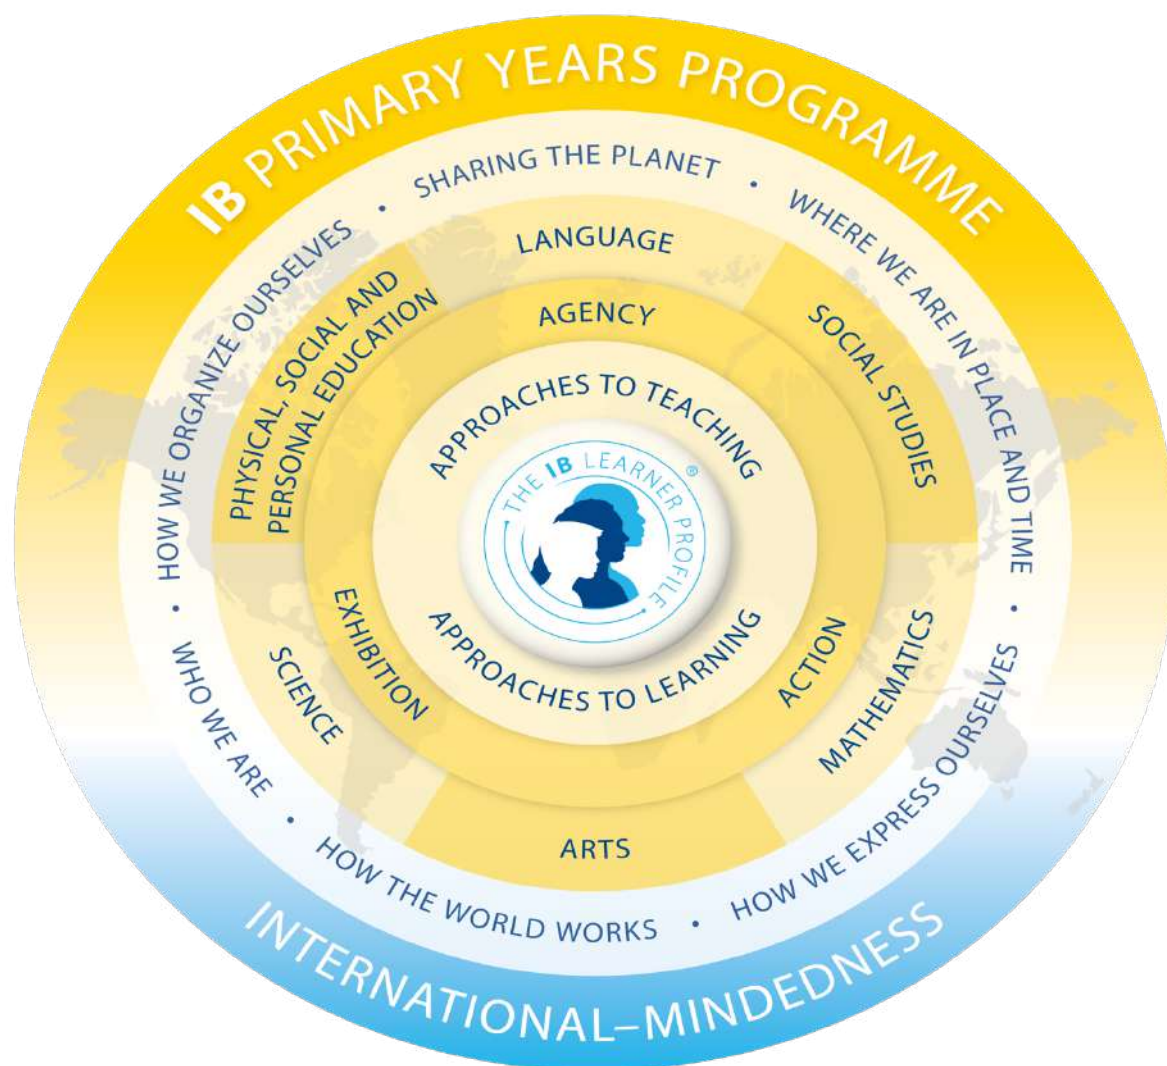 IB PRIMARY YEARS PROGRAMME
SHARING THE PLANET
•
WHERE WE ARE IN PLACE AND TIME
•
HOW WE EXPRESS OURSELVES
•
HOW THE WORLD WORKS
•
WHO WE ARE
•
HOW WE ORGANIZE OURSELVES
•
LANGUAGE
SOCIAL STUDIES
MATHEMATICS
ARTS
SCIENCE
PHYSICAL, SOCIAL AND
PERSONAL EDUCATION
AGENCY
ACTION
EXHIBITION
APPROACHES TO TEACHING
THE IB LEARNER PROFILE
®
APPROACHES TO LEARNING
INTERNATIONAL–MINDEDNESS